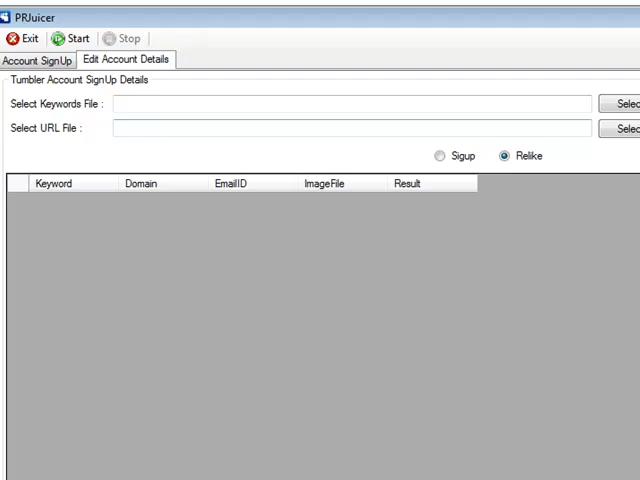 PRJuicer
Exit Start Stop
Account SignUp Edit Account Details
Tumbler Account SignUp Details
Select Keywords File : Selec
Select URL File : Selec
Sigup Relike
Keyword Domain EmailID ImageFile Result